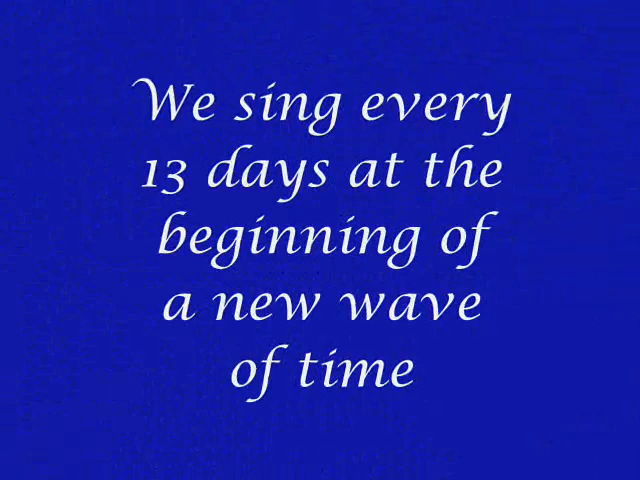 We sing every
13 days at the
beginning of
a new wave
of time